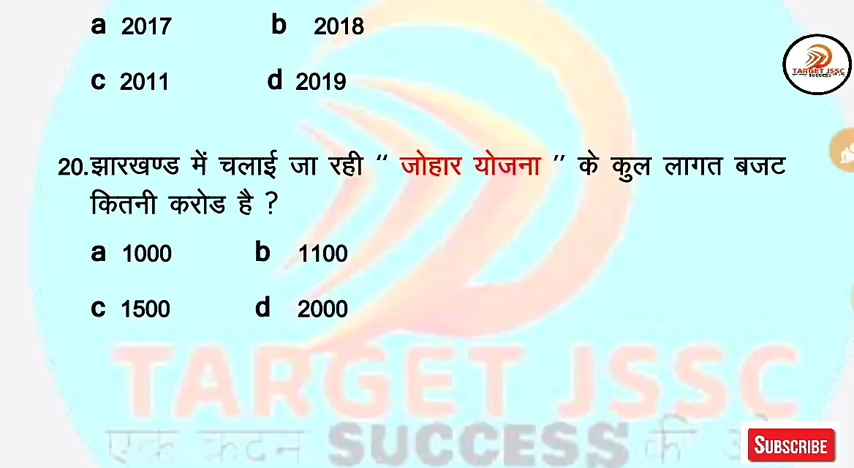 a 2017 b 2018
c 2011 d 2019
TARGET JSSC
20.झारखण्ड में चलाई जा रही “ जोहार योजना ” के कुल लागत बजट
कितनी करोड है ?
a 1000 b 1100
c 1500 d 2000
TARGET JSSC
एक कदम SUCCESS की
SUBSCRIBE